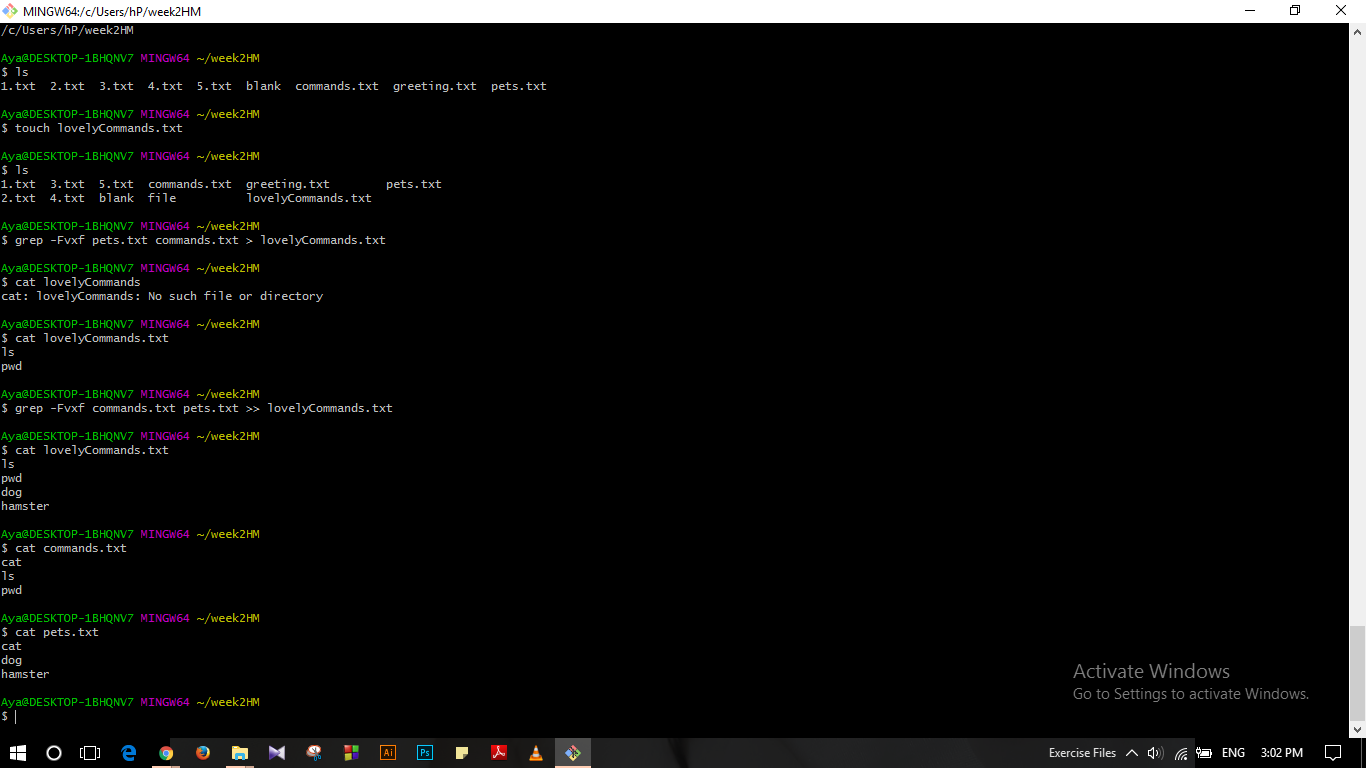 MINGW64:/c/Users/hP/week2HM
/c/Users/hP/week2HM
Aya@DESKTOP-1BHQNV7 MINGW64 ~/week2HM
$ ls
1.txt  2.txt  3.txt  4.txt  5.txt  blank  commands.txt  greeting.txt  pets.txt
Aya@DESKTOP-1BHQNV7 MINGW64 ~/week2HM
$ touch lovelyCommands.txt
Aya@DESKTOP-1BHQNV7 MINGW64 ~/week2HM
$ ls
1.txt  3.txt  5.txt  commands.txt  greeting.txt        pets.txt
2.txt  4.txt  blank  file          lovelyCommands.txt
Aya@DESKTOP-1BHQNV7 MINGW64 ~/week2HM
$ grep -Fvxf pets.txt commands.txt > lovelyCommands.txt
Aya@DESKTOP-1BHQNV7 MINGW64 ~/week2HM
$ cat lovelyCommands
cat: lovelyCommands: No such file or directory
Aya@DESKTOP-1BHQNV7 MINGW64 ~/week2HM
$ cat lovelyCommands.txt
ls
pwd
Aya@DESKTOP-1BHQNV7 MINGW64 ~/week2HM
$ grep -Fvxf commands.txt pets.txt >> lovelyCommands.txt
Aya@DESKTOP-1BHQNV7 MINGW64 ~/week2HM
$ cat lovelyCommands.txt
ls
pwd
dog
hamster
Aya@DESKTOP-1BHQNV7 MINGW64 ~/week2HM
$ cat commands.txt
cat
ls
pwd
Aya@DESKTOP-1BHQNV7 MINGW64 ~/week2HM
$ cat pets.txt
cat
dog
hamster
Aya@DESKTOP-1BHQNV7 MINGW64 ~/week2HM
$
Activate Windows
Go to Settings to activate Windows.
Ai
Ps
Exercise Files
ENG
3:02 PM